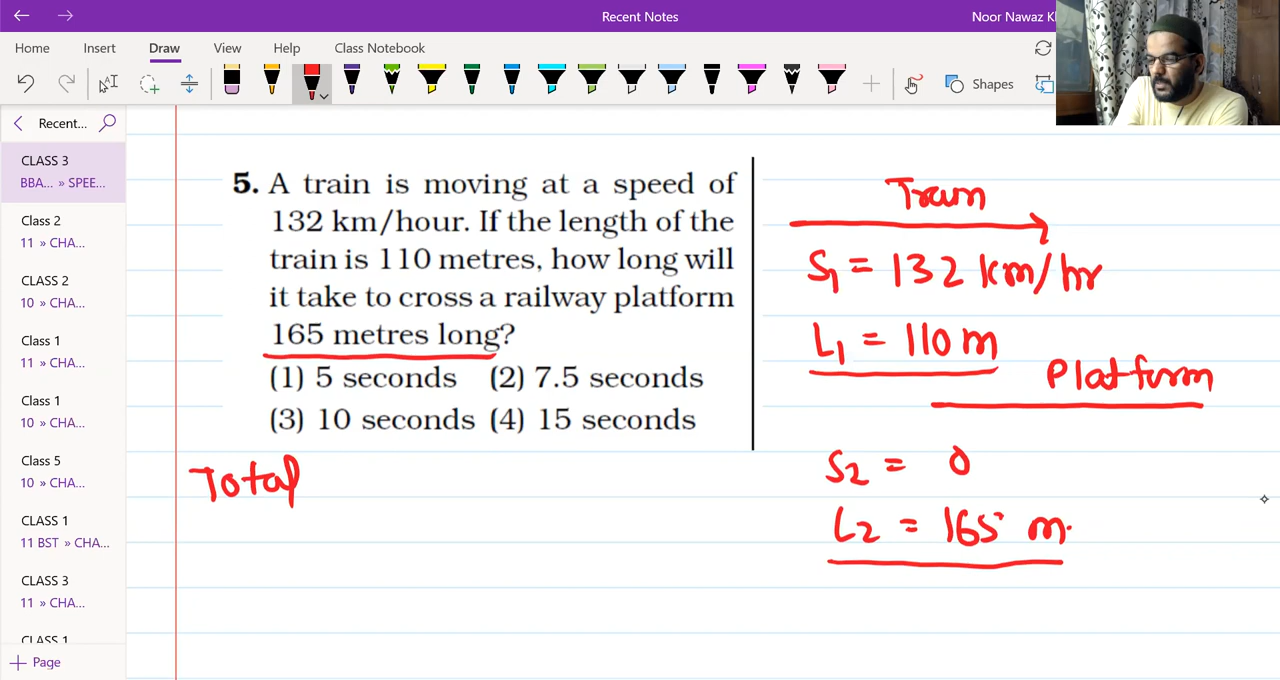 Recent Notes
Noor Nawaz
Home Insert Draw View Help Class Notebook
Shapes
Recent...
CLASS 3
BBA... » SPEE...
Class 2
11 » CHA...
CLASS 2
10 » CHA...
Class 1
11 » CHA...
Class 1
10 » CHA...
Class 5
10 » CHA...
CLASS 1
11 BST » CHA...
CLASS 3
11 » CHA...
CLASS 1
+ Page
5. A train is moving at a speed of
132 km/hour. If the length of the
train is 110 metres, how long will
it take to cross a railway platform
165 metres long?
(1) 5 seconds (2) 7.5 seconds
(3) 10 seconds (4) 15 seconds
Total
Train
S1 = 132 km/hr
L1 = 110 m
Platform
S2 = 0
L2 = 165 m.